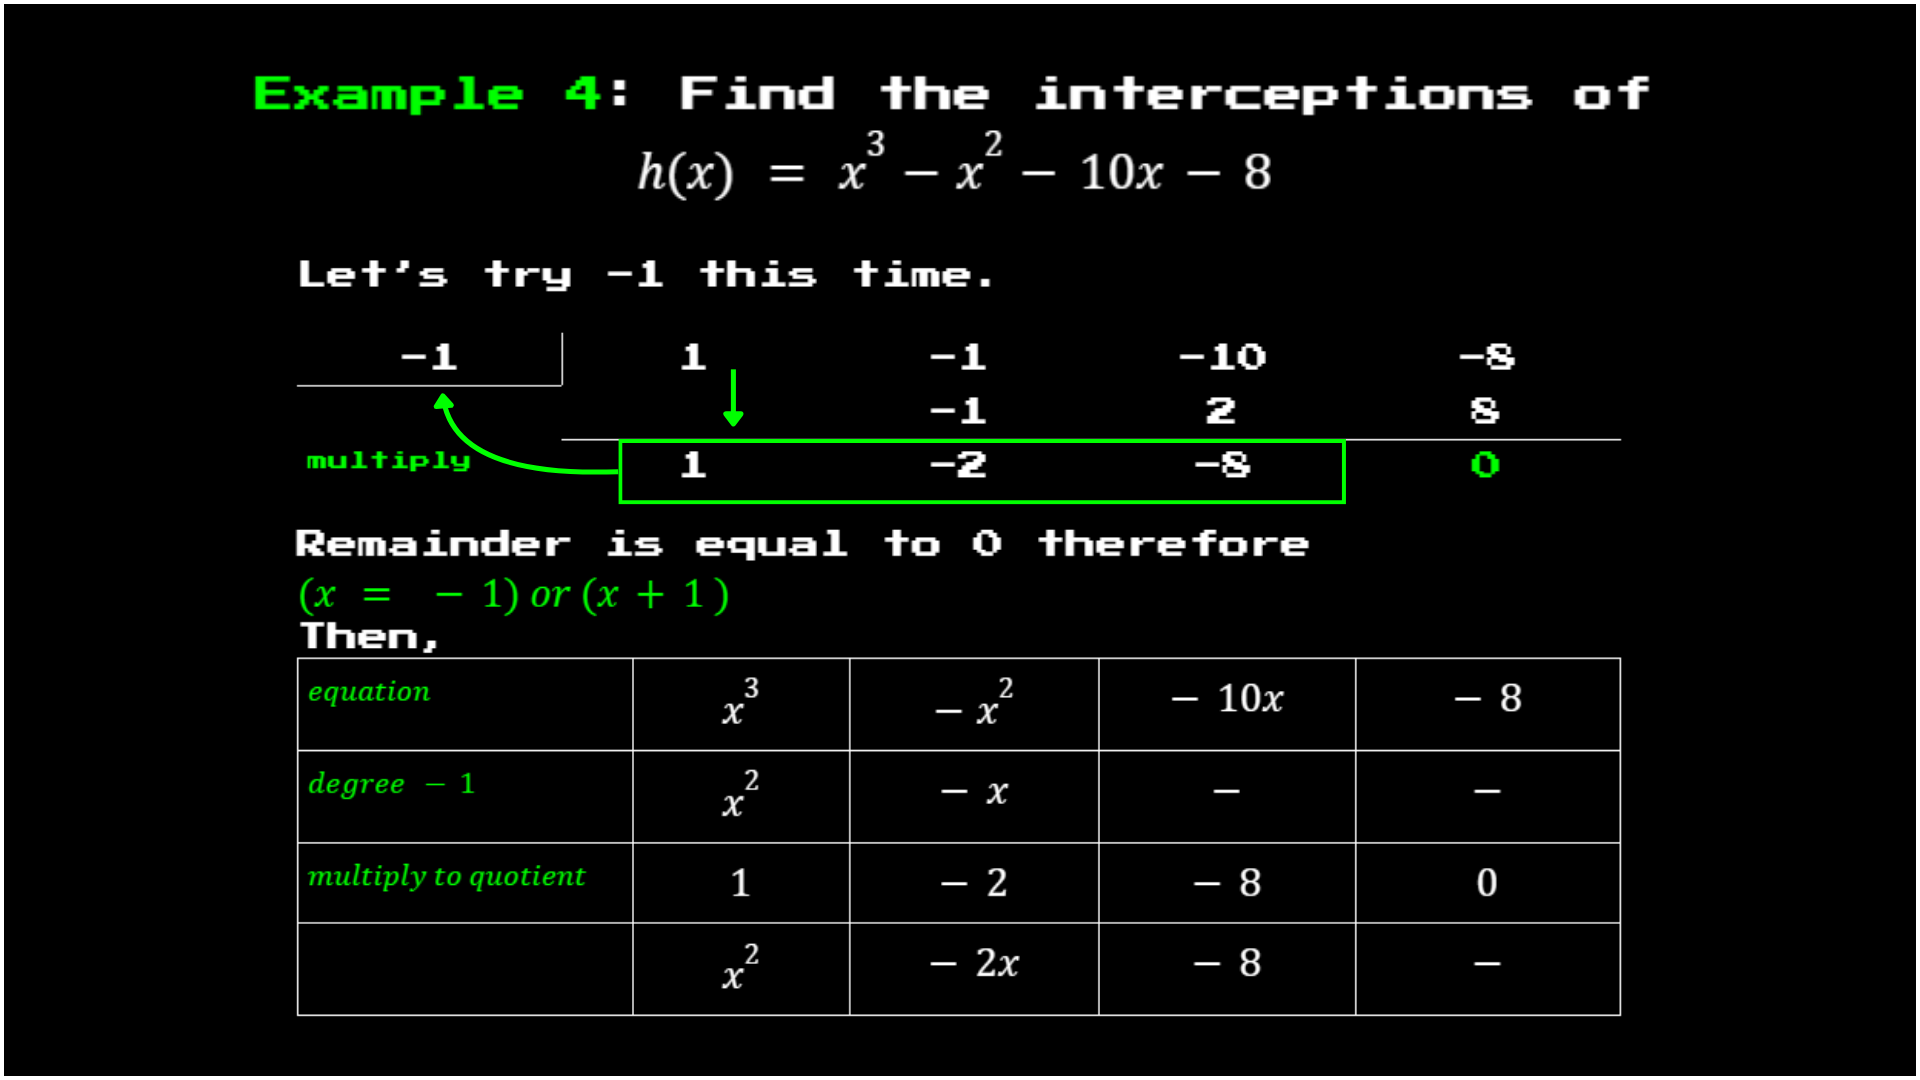 Example 4: Find the interceptions of
h(x) = x³ − x² − 10x − 8
Let's try -1 this time.
-1 1 -1 -10 -8
-1 2 8
multiply 1 -2 -8 0
Remainder is equal to 0 therefore
(x = − 1) or (x + 1 )
Then,
equation x³ − x² − 10x − 8
degree − 1 x² − x − −
multiply to quotient 1 − 2 − 8 0
x² − 2x − 8 −